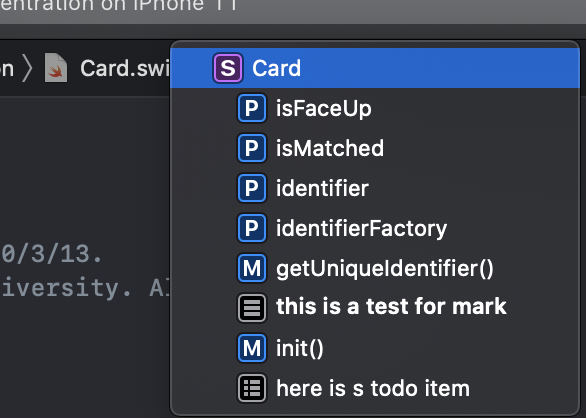 entration on iPhone 11
n 〉 Card.swi
S Card
P isFaceUp
P isMatched
P identifier
P identifierFactory
M getUniqueIdentifier()
this is a test for mark
M init()
here is s todo item
0/3/13.
iversity. Al